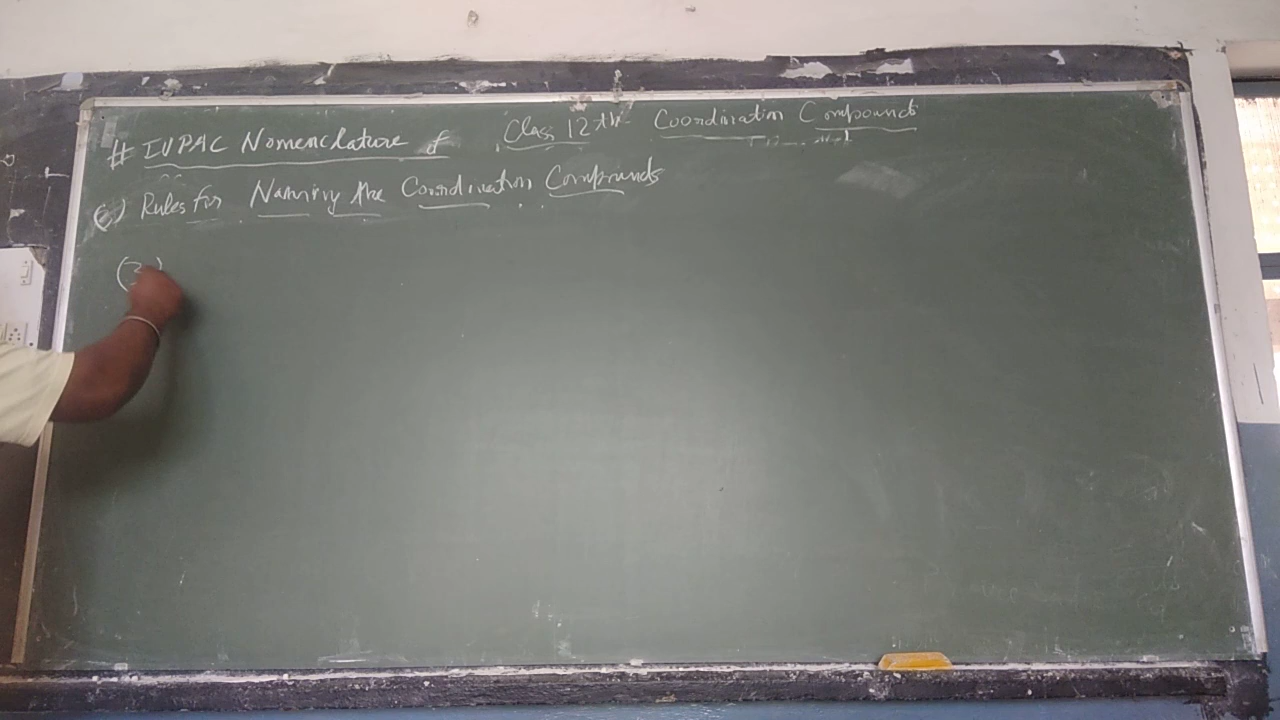 # IUPAC Nomenclature of Class 12th Coordination Compounds
Rules for Naming the Coordination Compounds